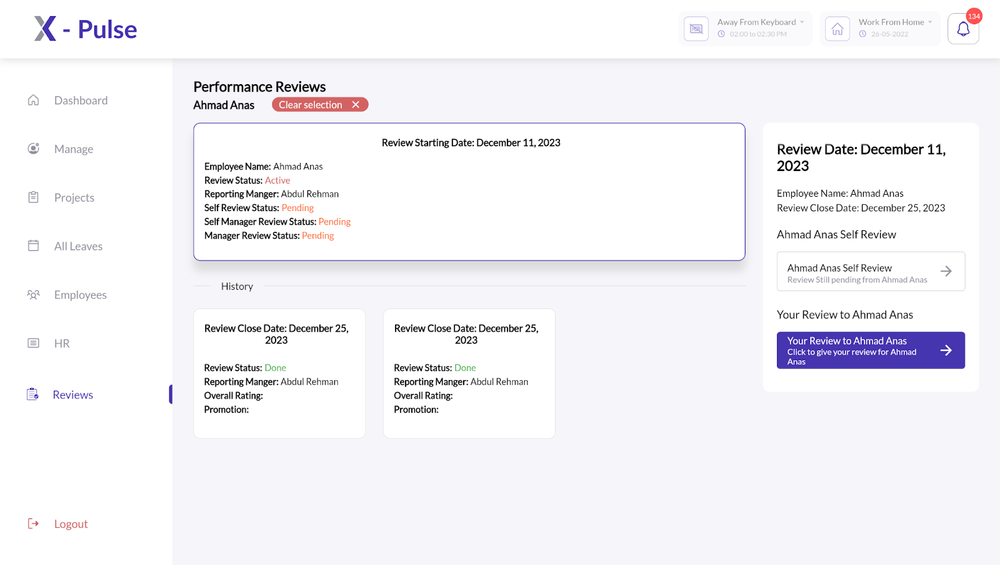 X - Pulse
Away From Keyboard
02:00 to 02:30 PM
Work From Home
26-05-2022
134
Dashboard
Manage
Projects
All Leaves
Employees
HR
Reviews
Logout
Performance Reviews
Ahmad Anas
Clear selection
Review Starting Date: December 11, 2023
Employee Name: Ahmad Anas
Review Status: Active
Reporting Manger: Abdul Rehman
Self Review Status: Pending
Self Manager Review Status: Pending
Manager Review Status: Pending
History
Review Close Date: December 25,
2023
Review Status: Done
Reporting Manger: Abdul Rehman
Overall Rating:
Promotion:
Review Close Date: December 25,
2023
Review Status: Done
Reporting Manger: Abdul Rehman
Overall Rating:
Promotion:
Review Date: December 11,
2023
Employee Name: Ahmad Anas
Review Close Date: December 25, 2023
Ahmad Anas Self Review
Ahmad Anas Self Review
Review Still pending from Ahmad Anas
Your Review to Ahmad Anas
Your Review to Ahmad Anas
Click to give your review for Ahmad
Anas